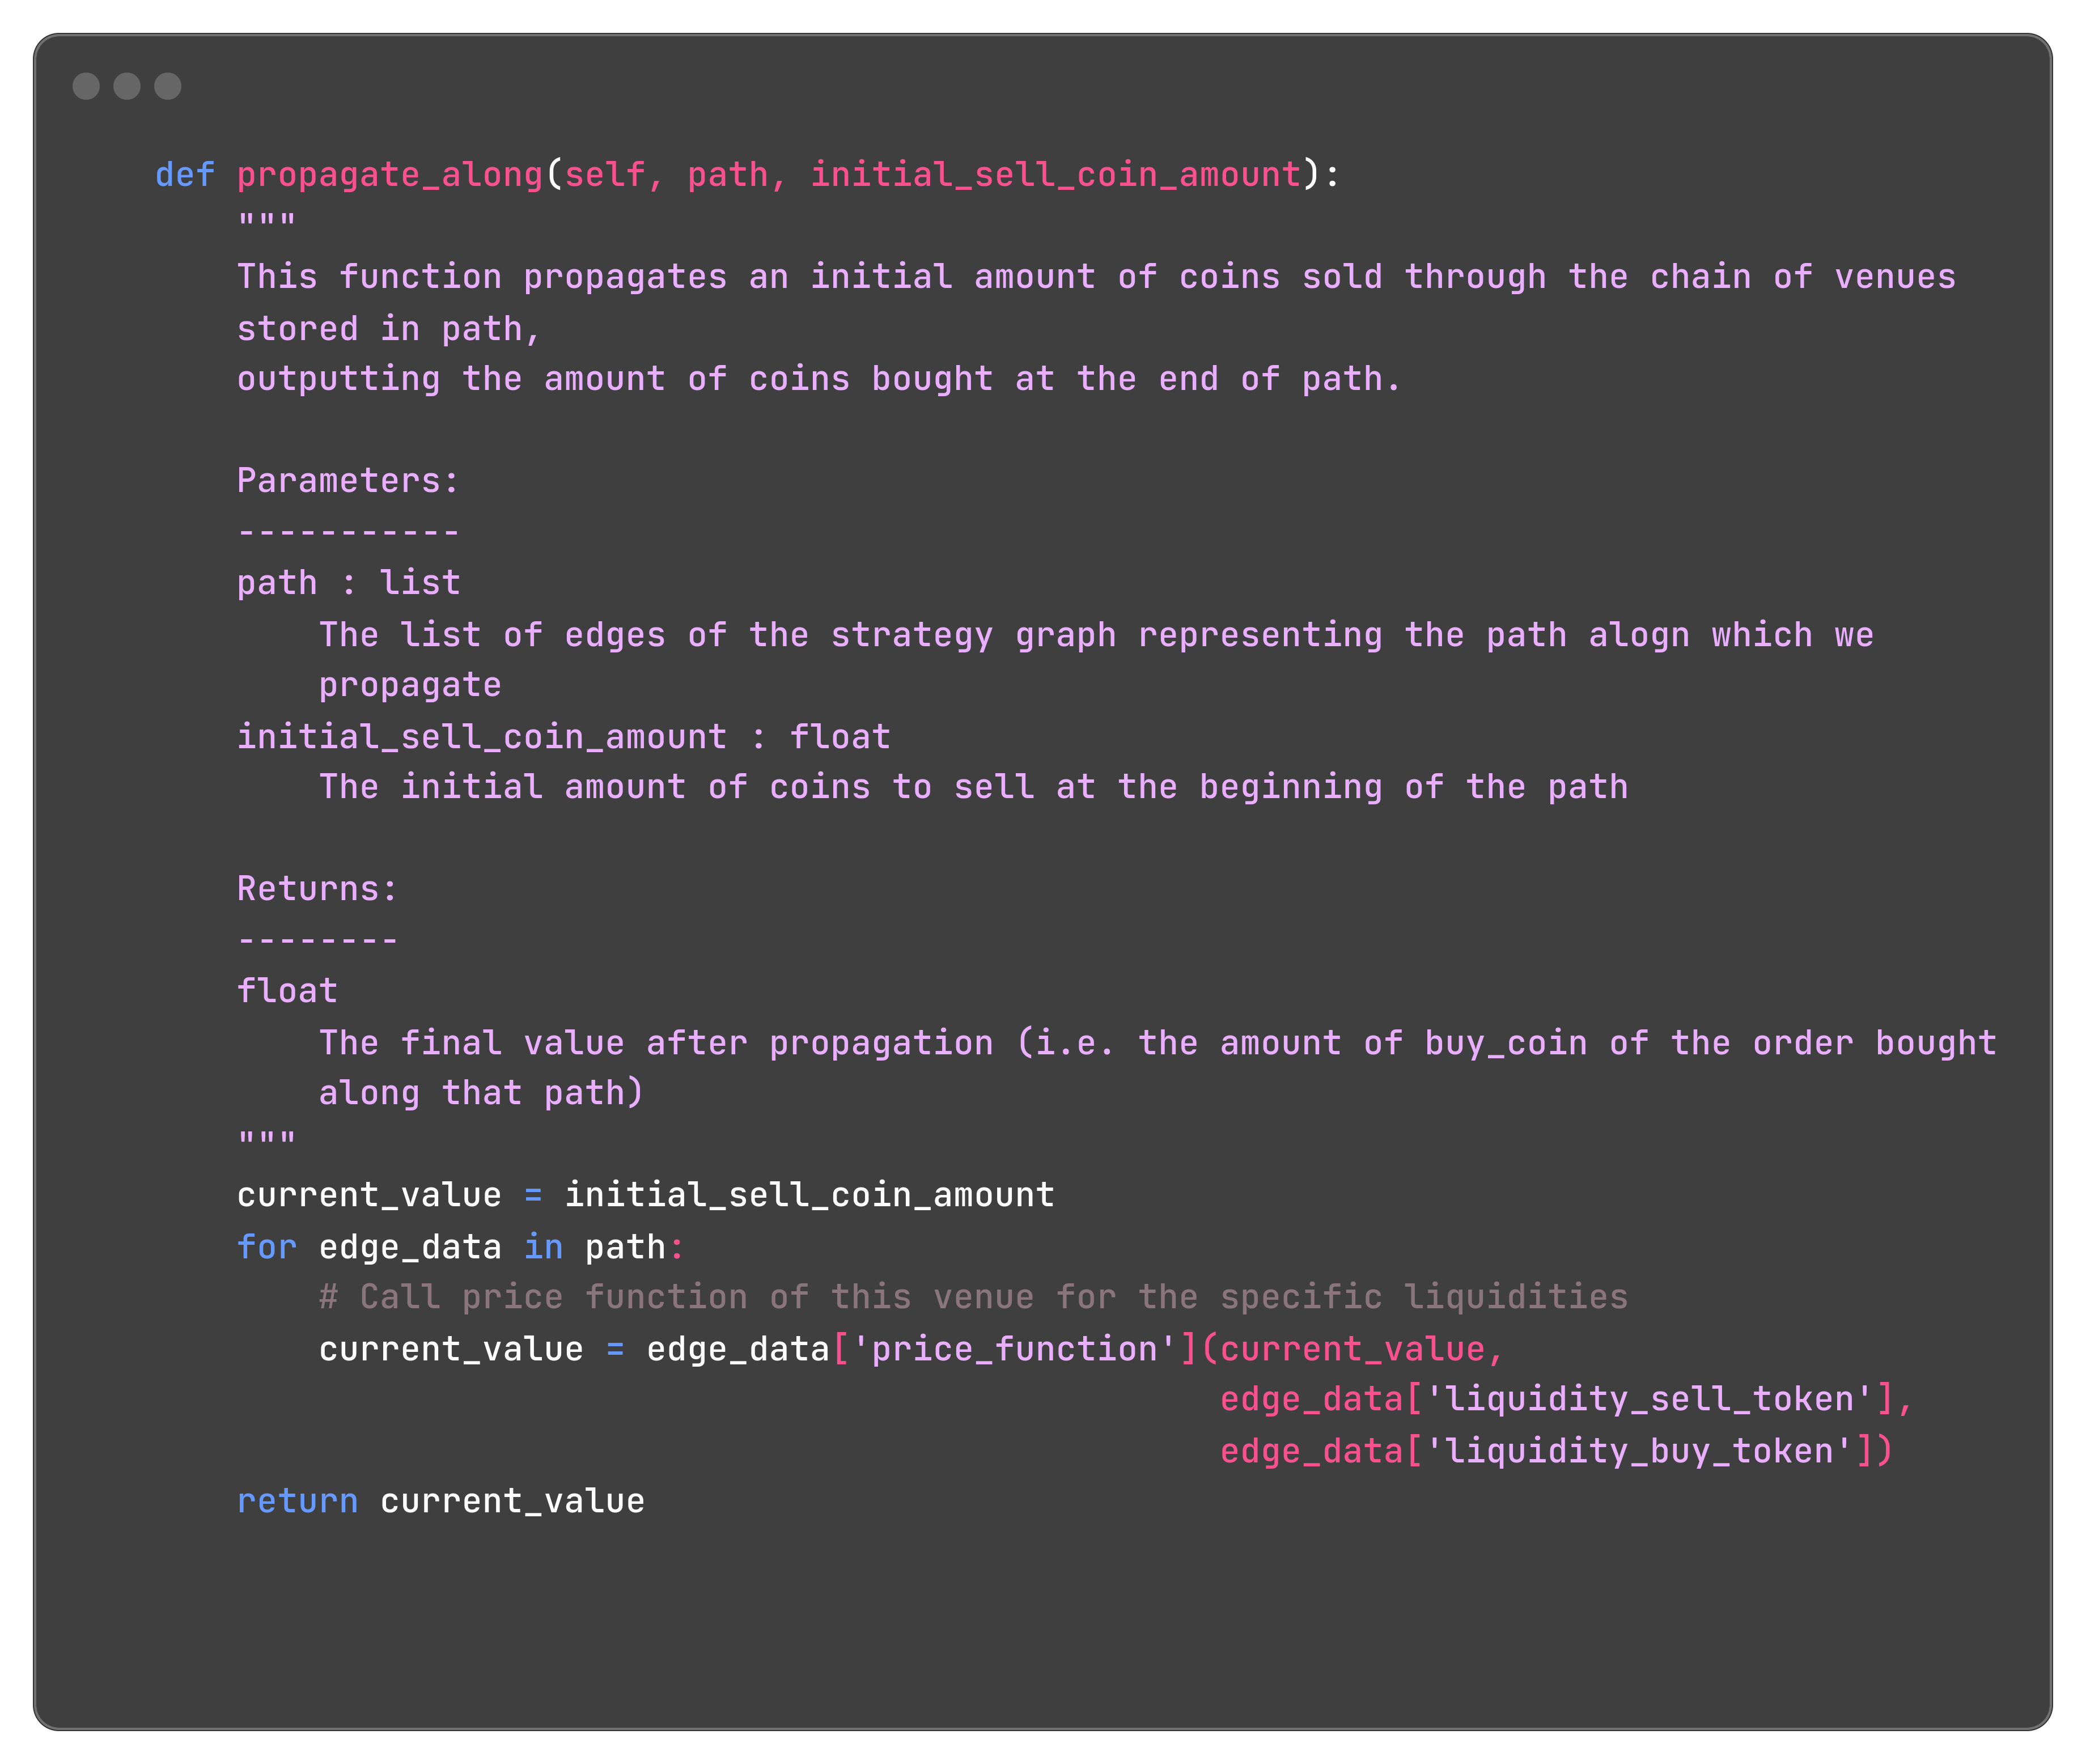 def propagate_along(self, path, initial_sell_coin_amount):
    """
    This function propagates an initial amount of coins sold through the chain of venues
    stored in path,
    outputting the amount of coins bought at the end of path.

    Parameters:
    -----------
    path : list
        The list of edges of the strategy graph representing the path alogn which we
        propagate
    initial_sell_coin_amount : float
        The initial amount of coins to sell at the beginning of the path

    Returns:
    --------
    float
        The final value after propagation (i.e. the amount of buy_coin of the order bought
        along that path)
    """
    current_value = initial_sell_coin_amount
    for edge_data in path:
        # Call price function of this venue for the specific liquidities
        current_value = edge_data['price_function'](current_value,
                                                    edge_data['liquidity_sell_token'],
                                                    edge_data['liquidity_buy_token'])
    return current_value